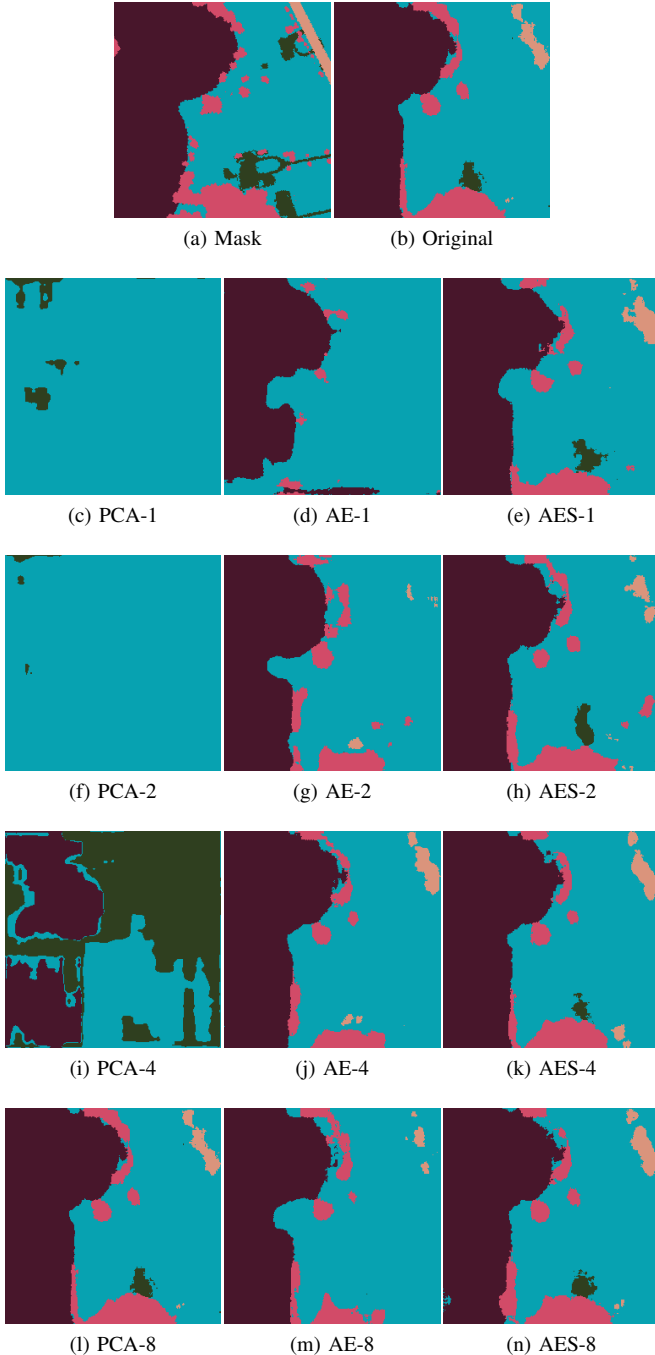 (a) Mask
(b) Original
(c) PCA-1
(d) AE-1
(e) AES-1
(f) PCA-2
(g) AE-2
(h) AES-2
(i) PCA-4
(j) AE-4
(k) AES-4
(l) PCA-8
(m) AE-8
(n) AES-8